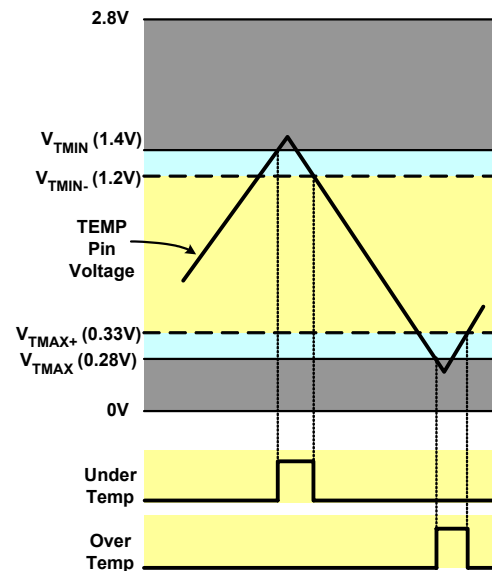 2.8V
VTMIN (1.4V)
VTMIN- (1.2V)
TEMP
Pin
Voltage
VTMAX+ (0.33V)
VTMAX (0.28V)
0V
Under
Temp
Over
Temp